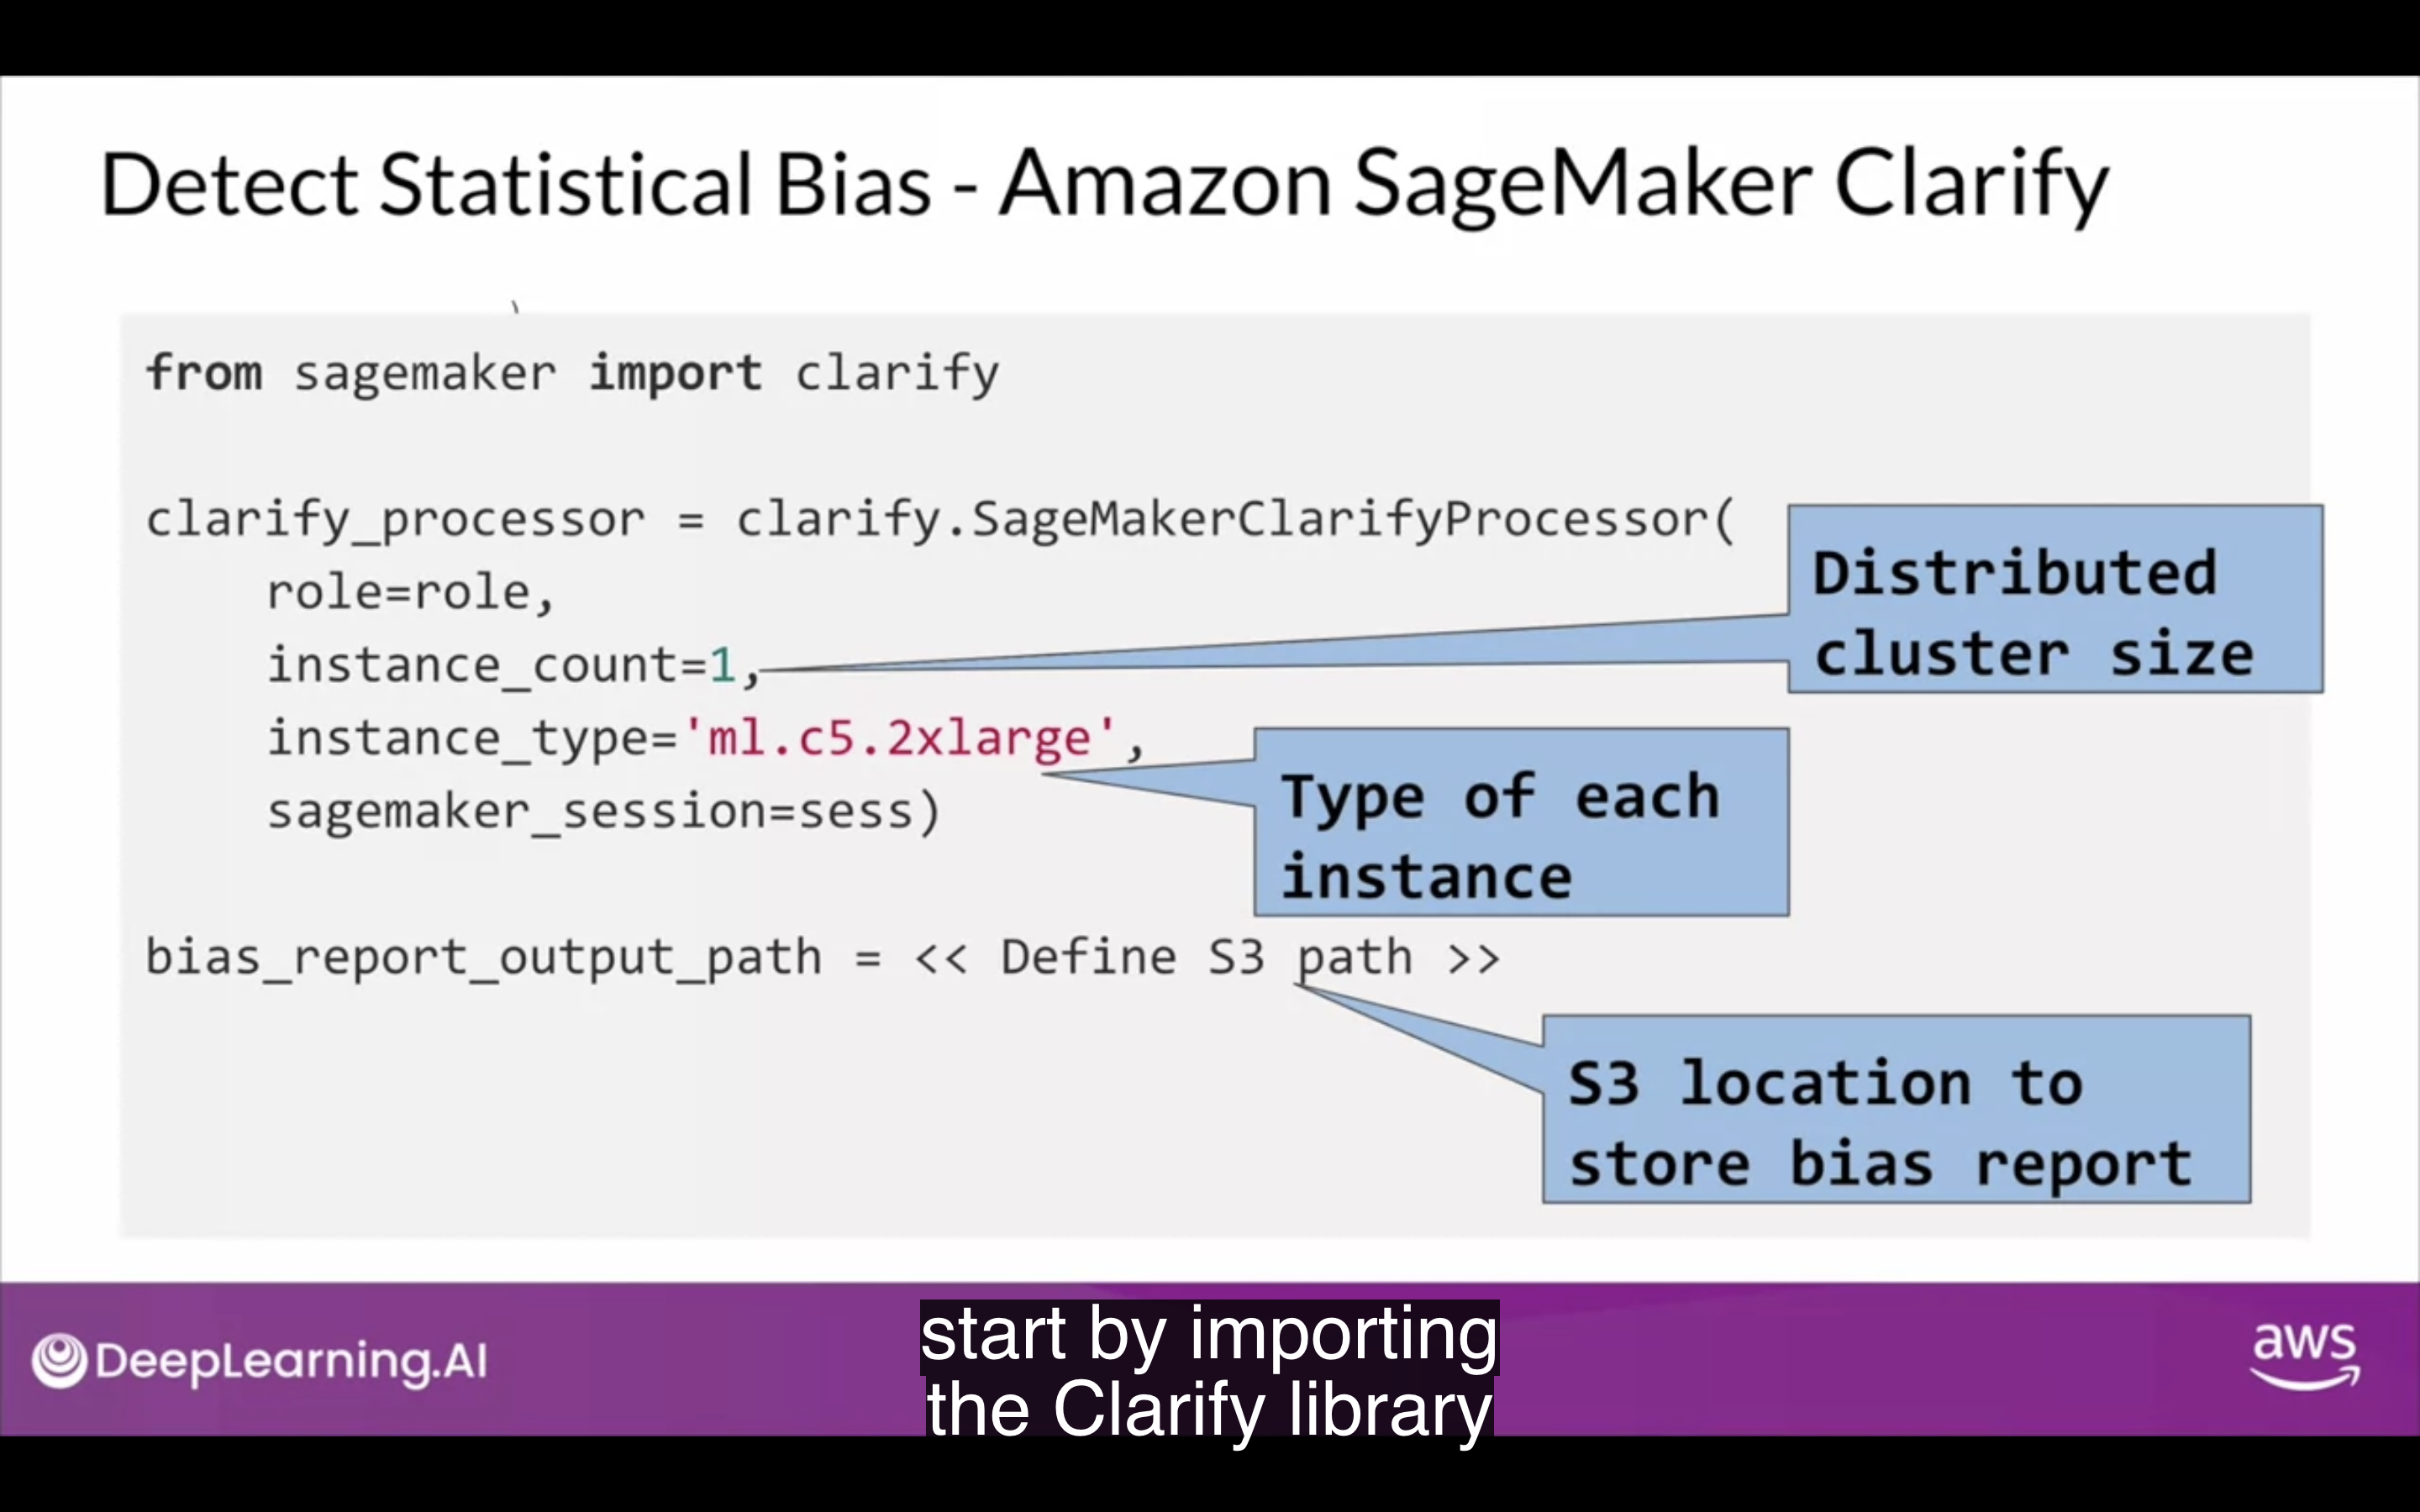 Detect Statistical Bias - Amazon SageMaker Clarify
from sagemaker import clarify
clarify_processor = clarify.SageMakerClarifyProcessor(
role=role,
instance_count=1,
instance_type='ml.c5.2xlarge',
sagemaker_session=sess)
Distributed
cluster size
Type of each
instance
bias_report_output_path = << Define S3 path >>
S3 location to
store bias report
DeepLearning.AI
start by importing
the Clarify library
aws